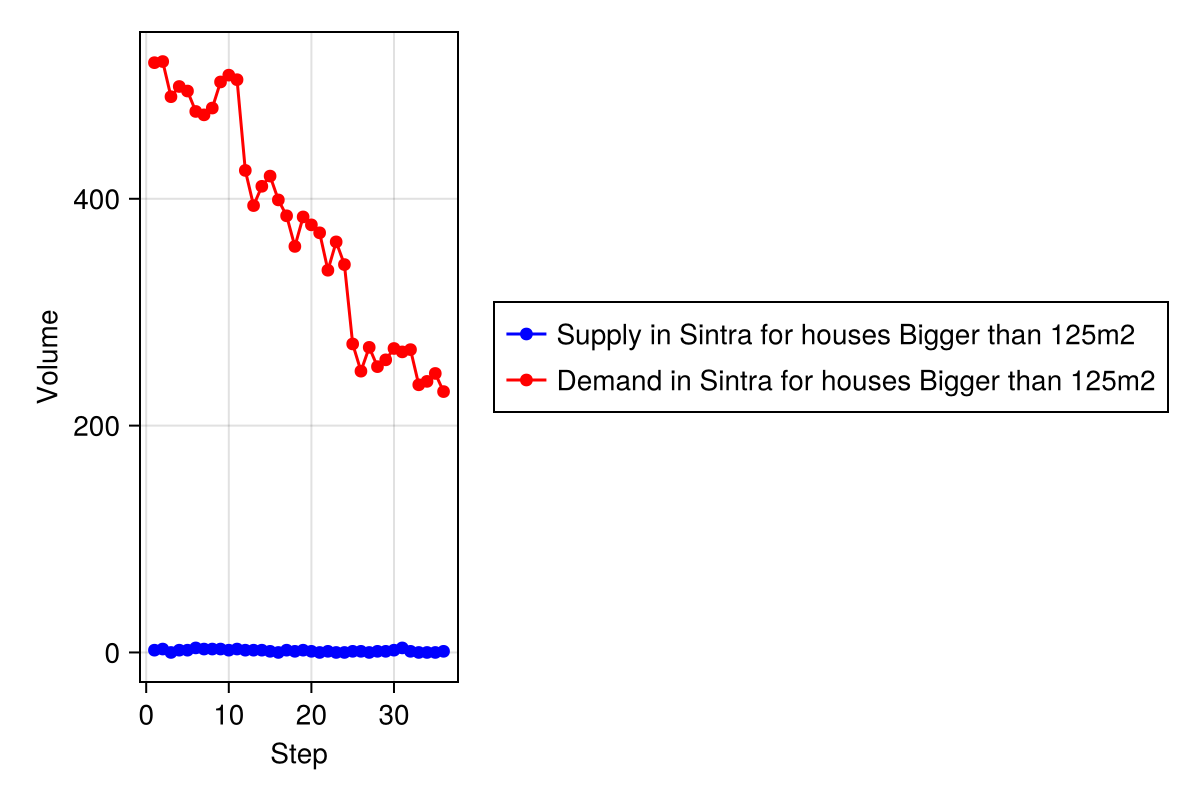 Volume
400
200
0
0 10 20 30
Step
Supply in Sintra for houses Bigger than 125m2
Demand in Sintra for houses Bigger than 125m2